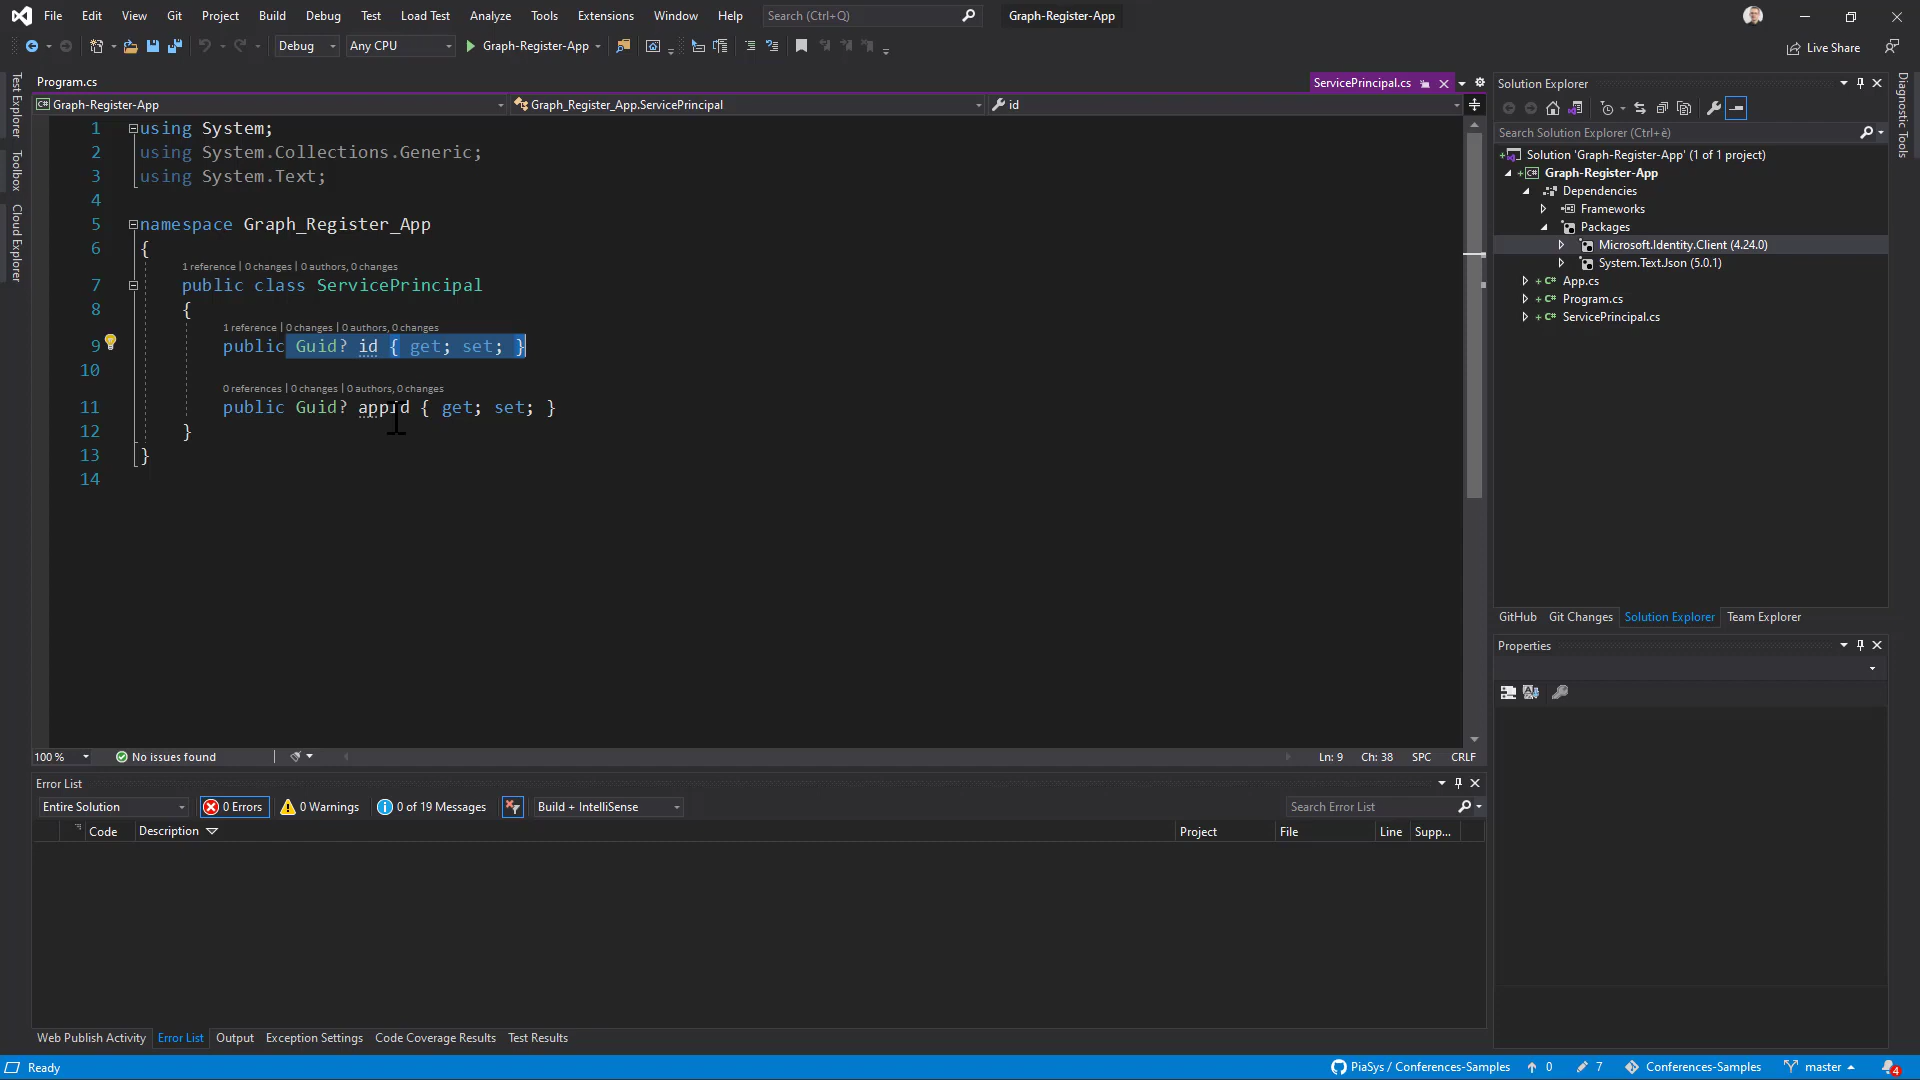 File Edit View Git Project Build Debug Test Load Test Analyze Tools Extensions Window Help Search (Ctrl+Q) Graph-Register-App
Debug Any CPU Graph-Register-App Live Share
Program.cs ServicePrincipal.cs
Graph-Register-App Graph_Register_App.ServicePrincipal id
Test Explorer
Toolbox
Cloud Explorer
1 using System;
2 using System.Collections.Generic;
3 using System.Text;
4
5 namespace Graph_Register_App
6 {
1 reference | 0 changes | 0 authors, 0 changes
7 public class ServicePrincipal
8 {
1 reference | 0 changes | 0 authors, 0 changes
9 public Guid? id { get; set; }
10
0 references | 0 changes | 0 authors, 0 changes
11 public Guid? appid { get; set; }
12 }
13 }
14
100 % No issues found Ln: 9 Ch: 38 SPC CRLF
Error List
Entire Solution 0 Errors 0 Warnings 0 of 19 Messages Build + IntelliSense Search Error List
Code Description Project File Line Supp...
Web Publish Activity Error List Output Exception Settings Code Coverage Results Test Results
Solution Explorer
Search Solution Explorer (Ctrl+è)
Solution 'Graph-Register-App' (1 of 1 project)
Graph-Register-App
Dependencies
Frameworks
Packages
Microsoft.Identity.Client (4.24.0)
System.Text.Json (5.0.1)
App.cs
Program.cs
ServicePrincipal.cs
GitHub Git Changes Solution Explorer Team Explorer
Properties
Diagnostic Tools
Ready PiaSys / Conferences-Samples 0 7 Conferences-Samples master 4